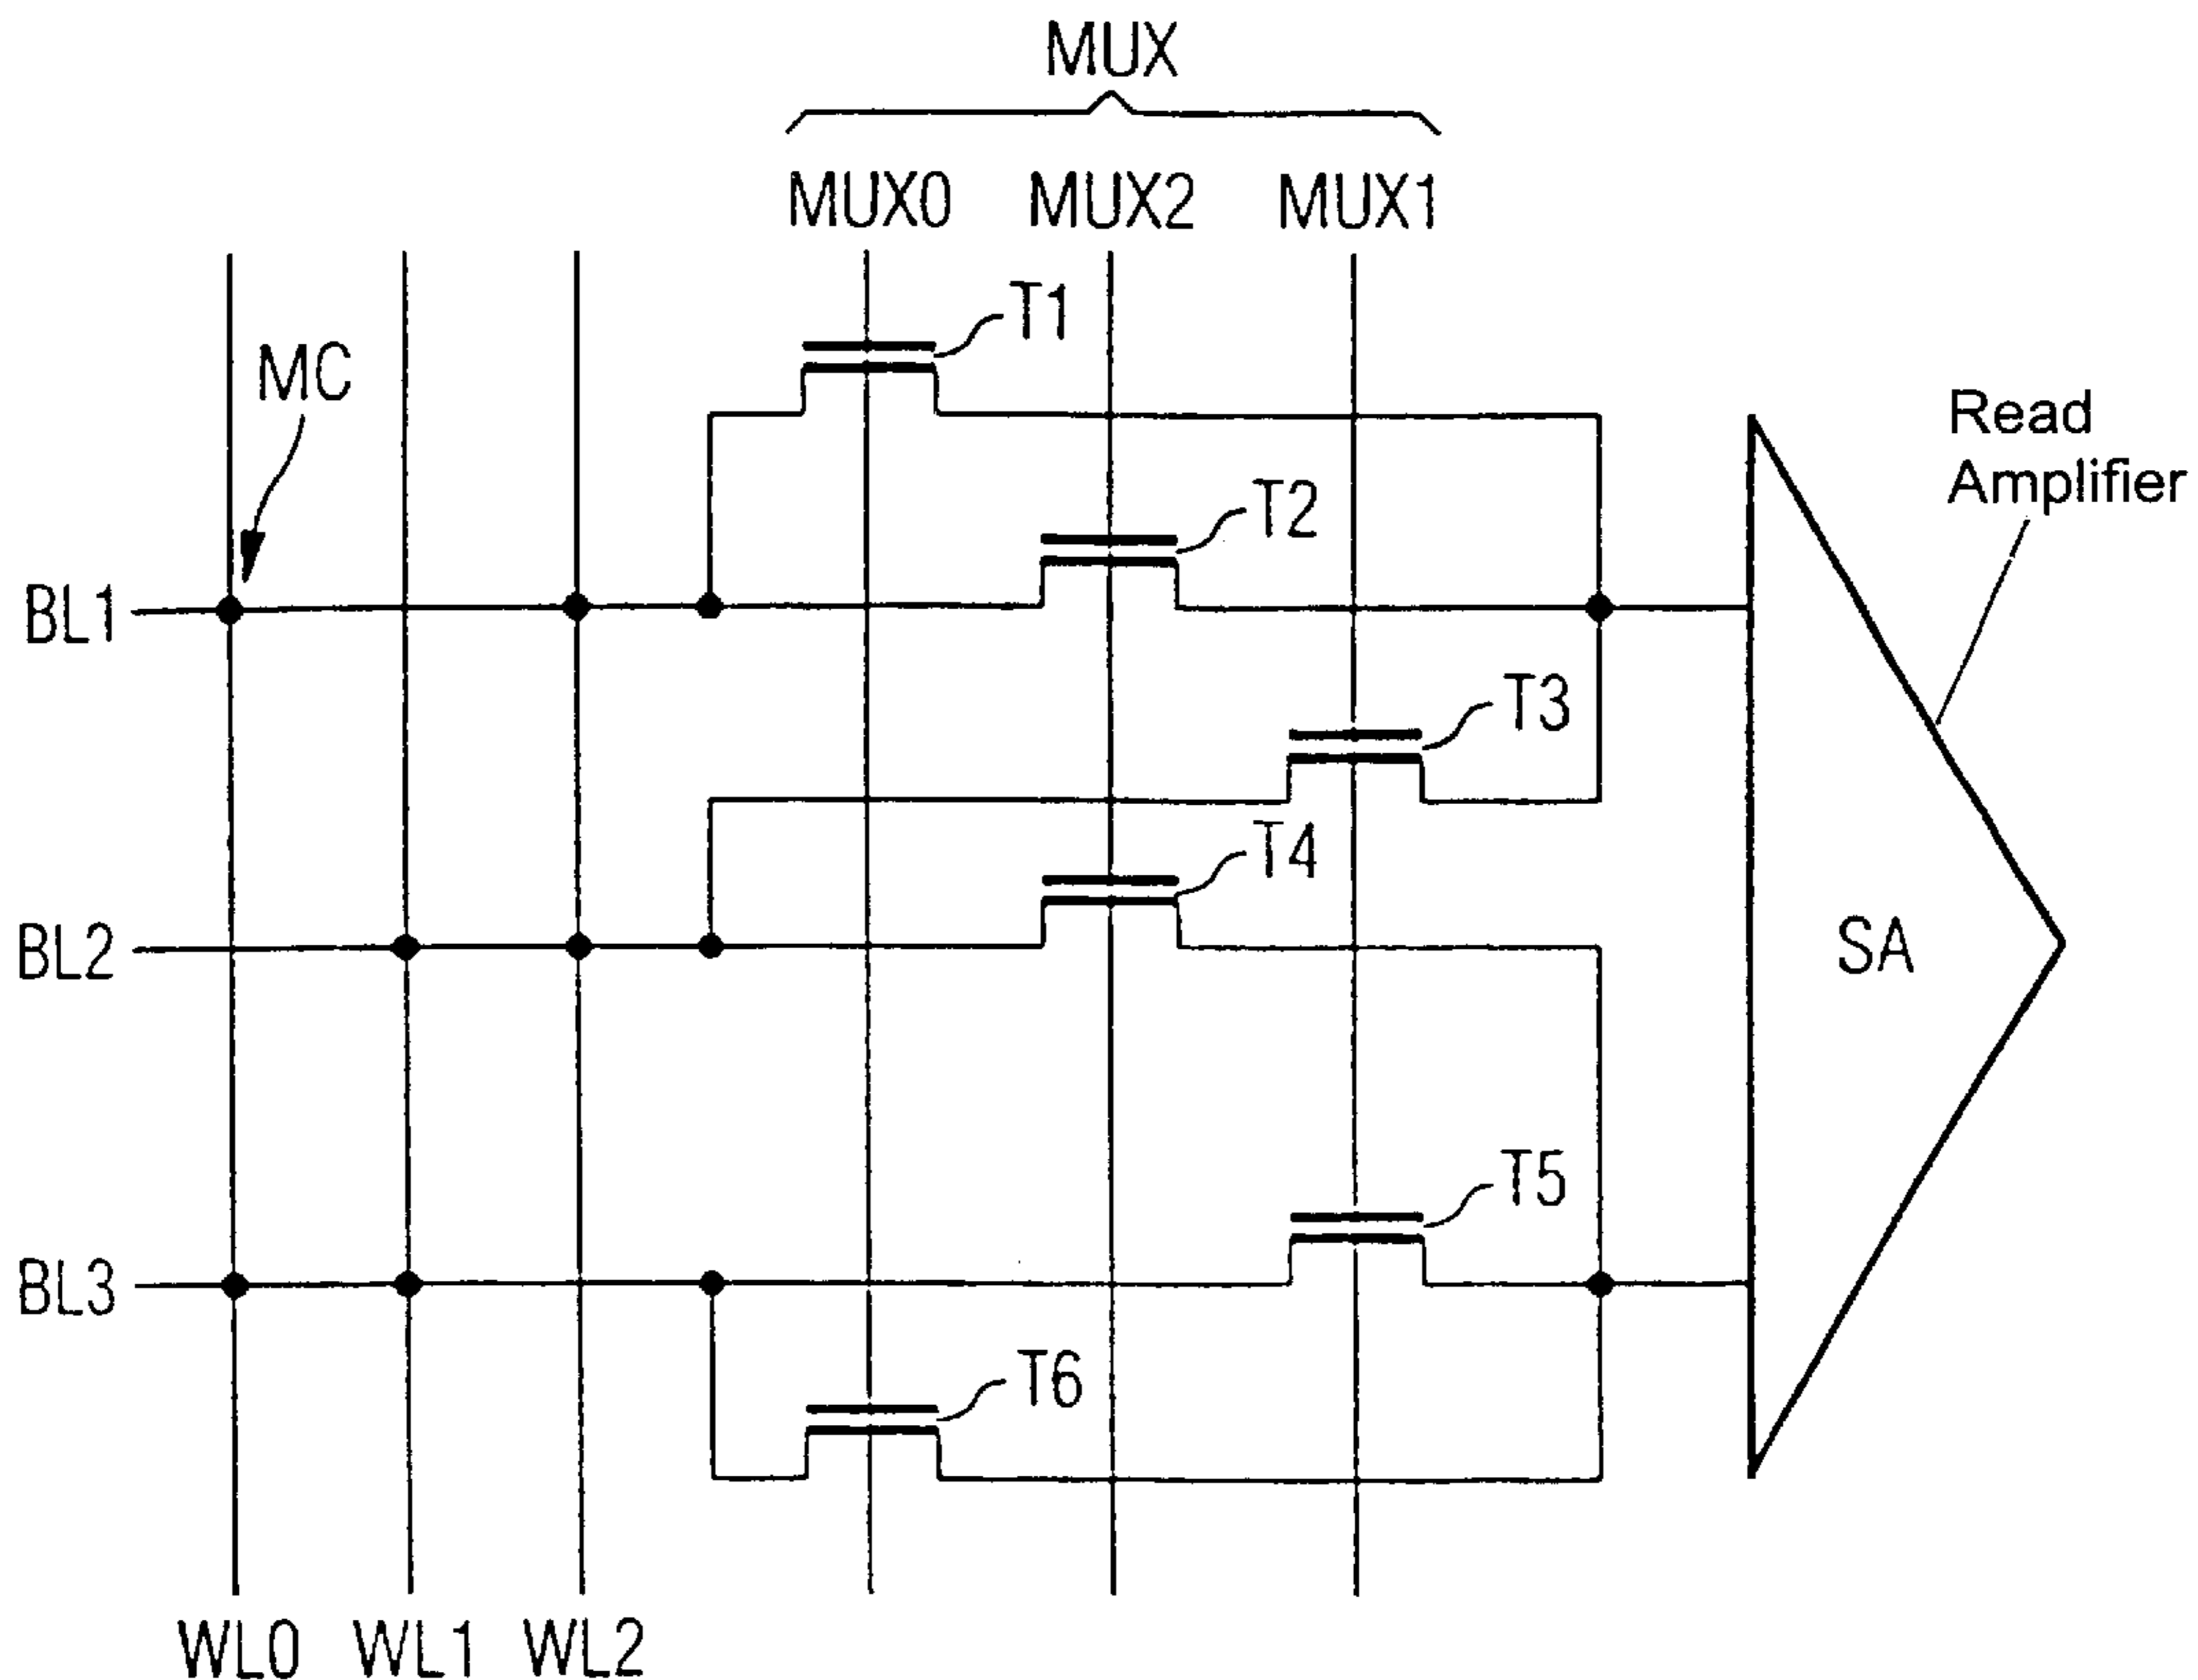 MUX
MUX0 MUX2 MUX1
T1
MC
Read
Amplifier
T2
BL1
T3
T4
BL2
SA
T5
BL3
T6
WL0 WL1 WL2